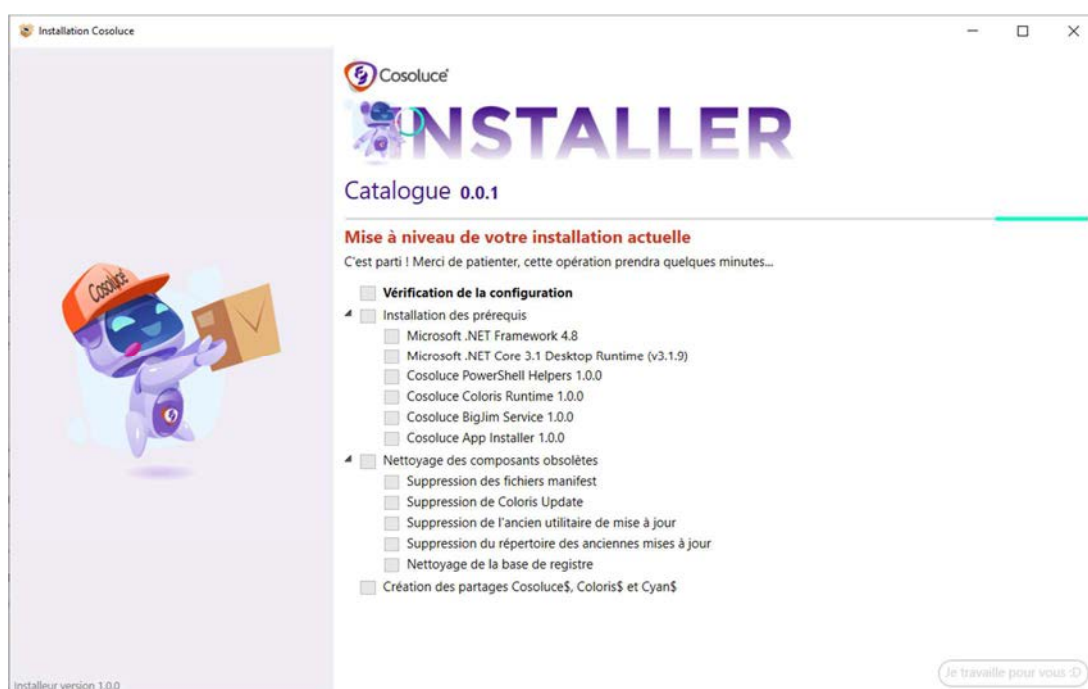 Installation Cosoluce
Cosoluce
INSTALLER
Catalogue 0.0.1
Mise à niveau de votre installation actuelle
C'est parti ! Merci de patienter, cette opération prendra quelques minutes...
Vérification de la configuration
Installation des prérequis
Microsoft .NET Framework 4.8
Microsoft .NET Core 3.1 Desktop Runtime (v3.1.9)
Cosoluce PowerShell Helpers 1.0.0
Cosoluce Coloris Runtime 1.0.0
Cosoluce BigJim Service 1.0.0
Cosoluce App Installer 1.0.0
Nettoyage des composants obsolètes
Suppression des fichiers manifest
Suppression de Coloris Update
Suppression de l'ancien utilitaire de mise à jour
Suppression du répertoire des anciennes mises à jour
Nettoyage de la base de registre
Création des partages Cosoluce$, Coloris$ et Cyan$
Cosoluce
Je travaille pour vous :D
Installeur version 1.0.0